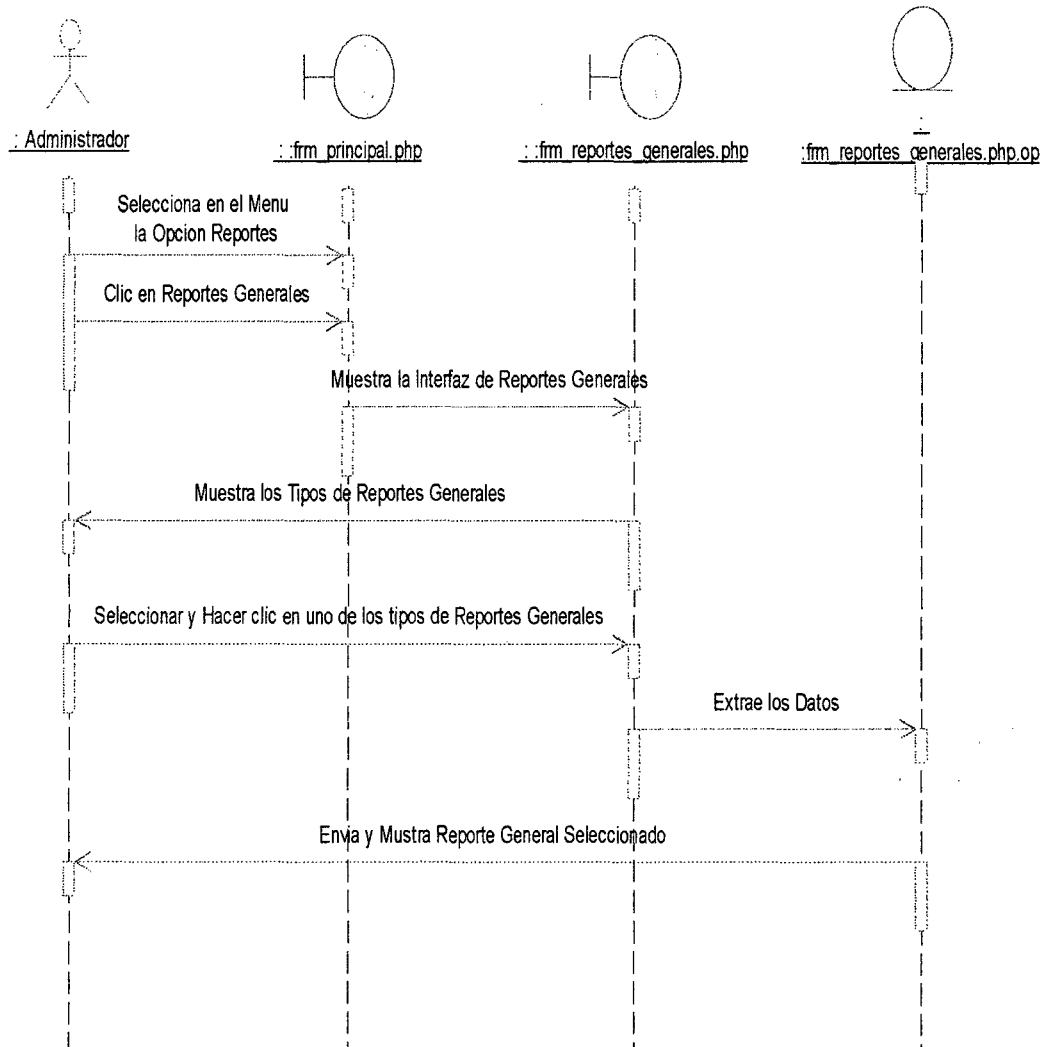 : Administrador
: :frm_principal.php
: :frm_reportes_generales.php
:frm_reportes_generales.php.op
Selecciona en el Menu
la Opcion Reportes
Clic en Reportes Generales
Muestra la Interfaz de Reportes Generales
Muestra los Tipos de Reportes Generales
Seleccionar y Hacer clic en uno de los tipos de Reportes Generales
Extrae los Datos
Envia y Mustra Reporte General Seleccionado